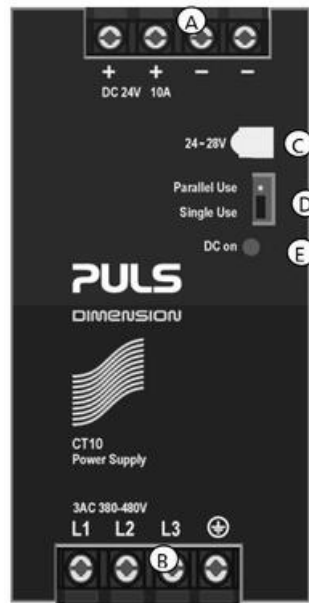 A
+ + − −
DC 24V 10A
24-28V
C
Parallel Use
Single Use
D
DC on
E
PULS
DIMENSION
CT10
Power Supply
3AC 380-480V
L1 L2 L3
B